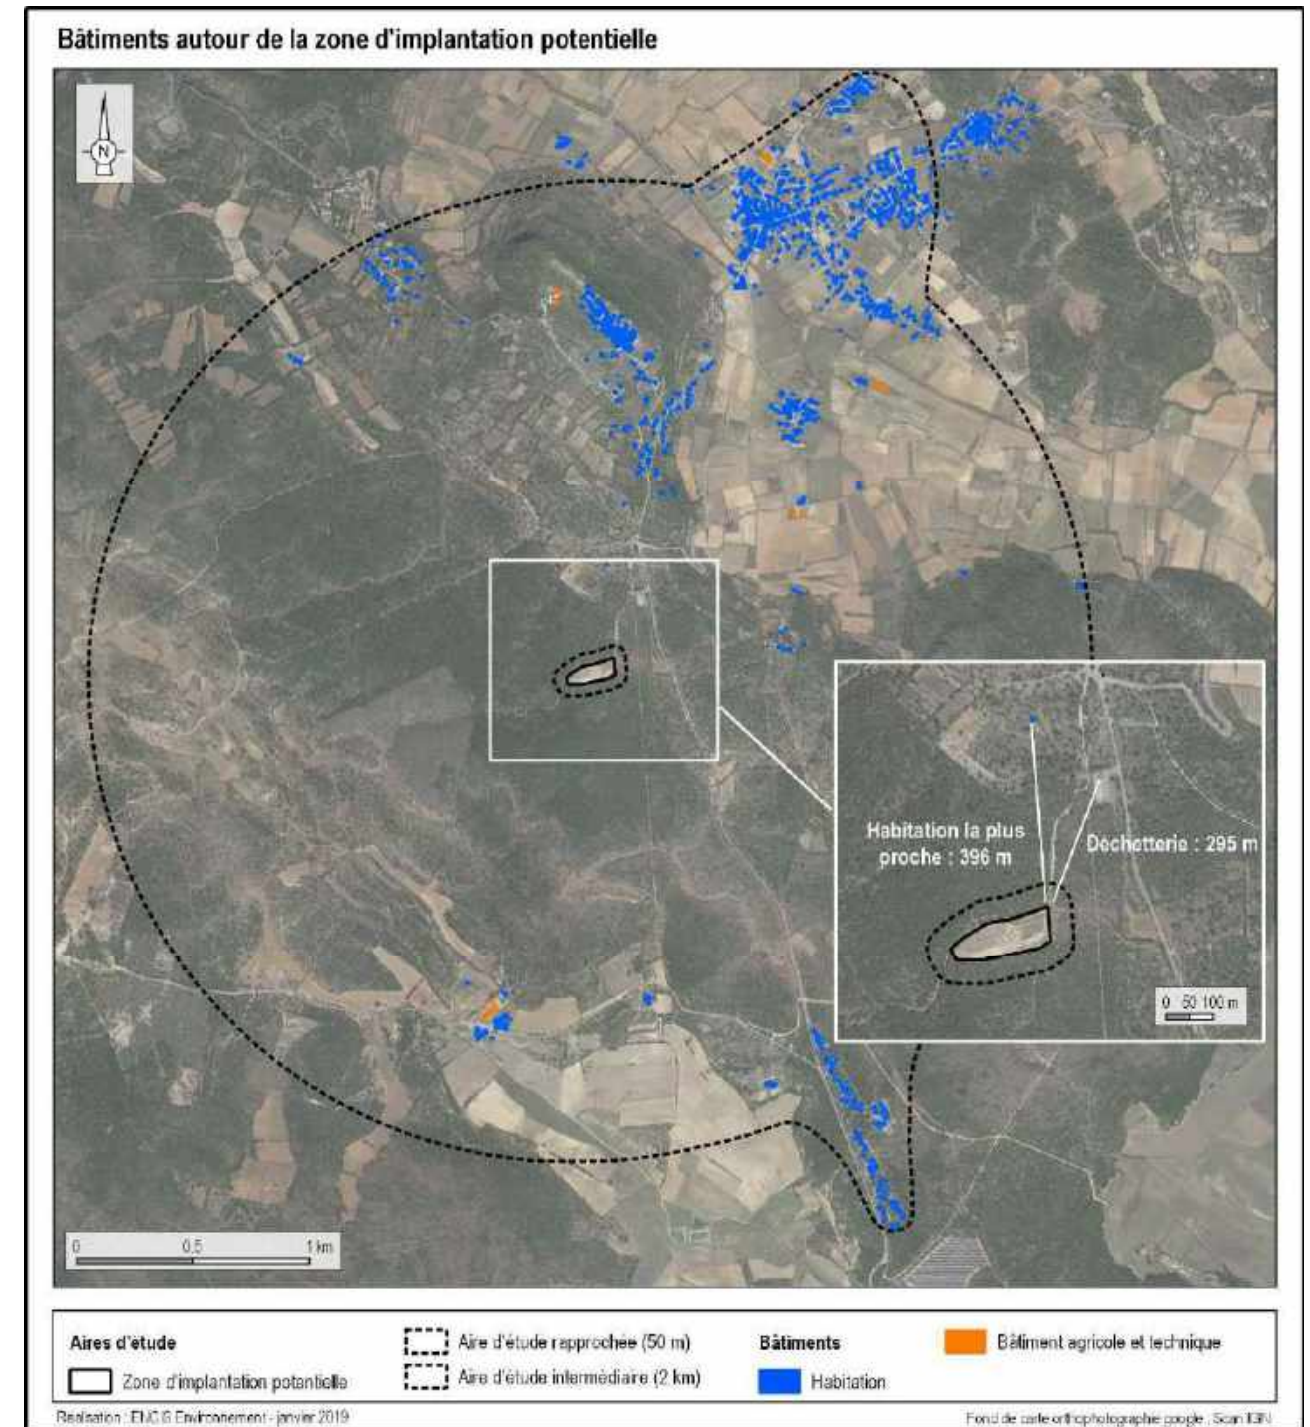 Bâtiments autour de la zone d'implantation potentielle
N
Habitation la plus
proche : 396 m
Déchetterie : 295 m
0 50 100 m
0 0,5 1 km
Aires d'étude
Zone d'implantation potentielle
Aire d'étude rapprochée (50 m)
Aire d'étude intermédiaire (2 km)
Bâtiments
Habitation
Bâtiment agricole et technique
Réalisation : ENCIS Environnement - janvier 2019
Fond de carte orthophotographie google, Scan IGN